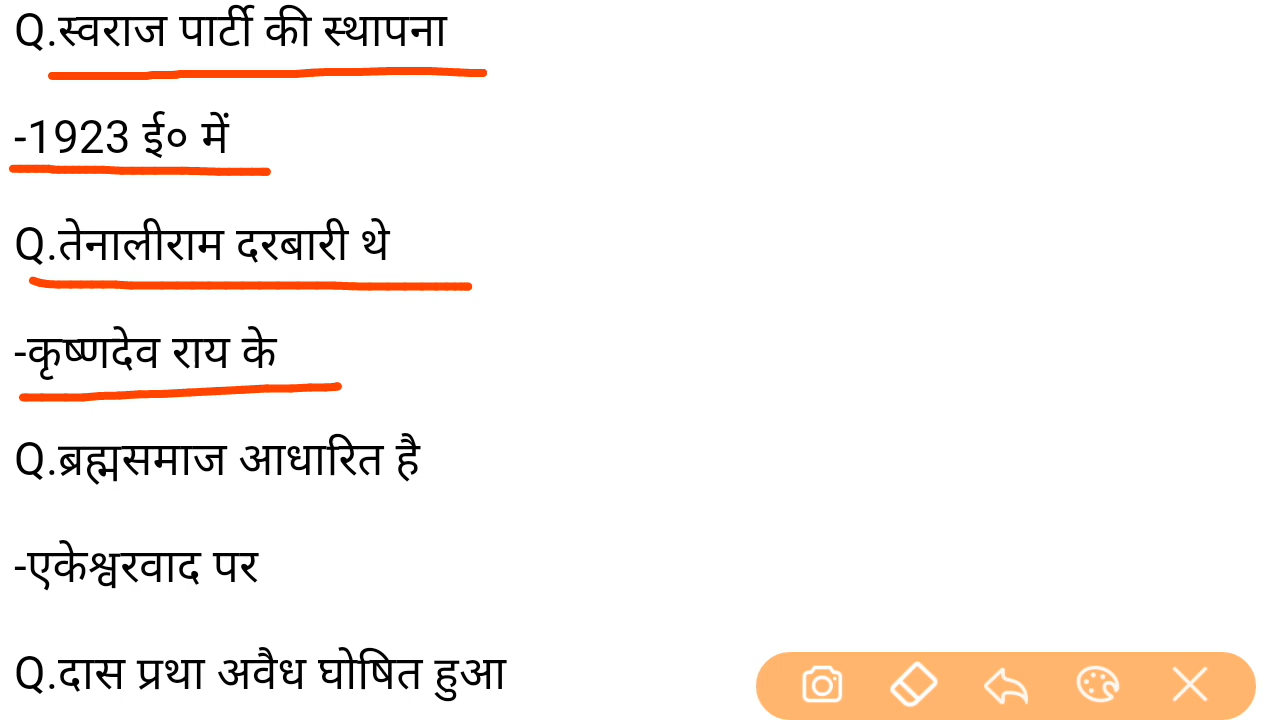 Q.स्वराज पार्टी की स्थापना
-1923 ई० में
Q.तेनालीराम दरबारी थे
-कृष्णदेव राय के
Q.ब्रह्मसमाज आधारित है
-एकेश्वरवाद पर
Q.दास प्रथा अवैध घोषित हुआ